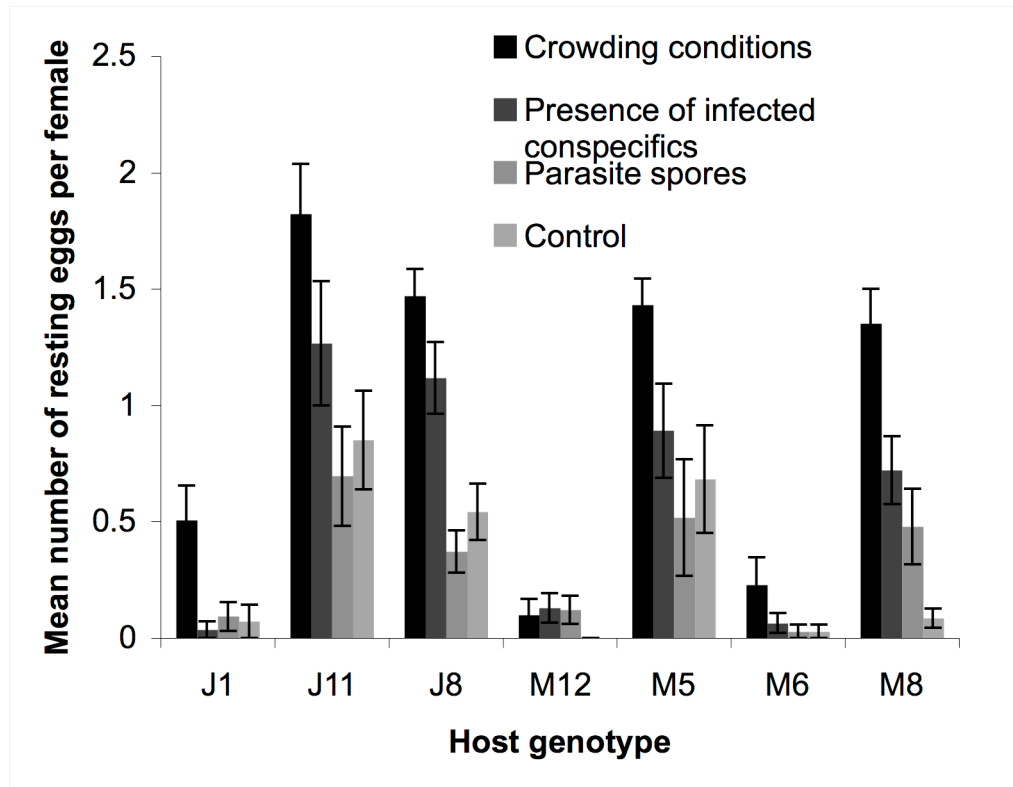 Mean number of resting eggs per female
2.5
2
1.5
1
0.5
0
Crowding conditions
Presence of infected
conspecifics
Parasite spores
Control
J1 J11 J8 M12 M5 M6 M8
Host genotype